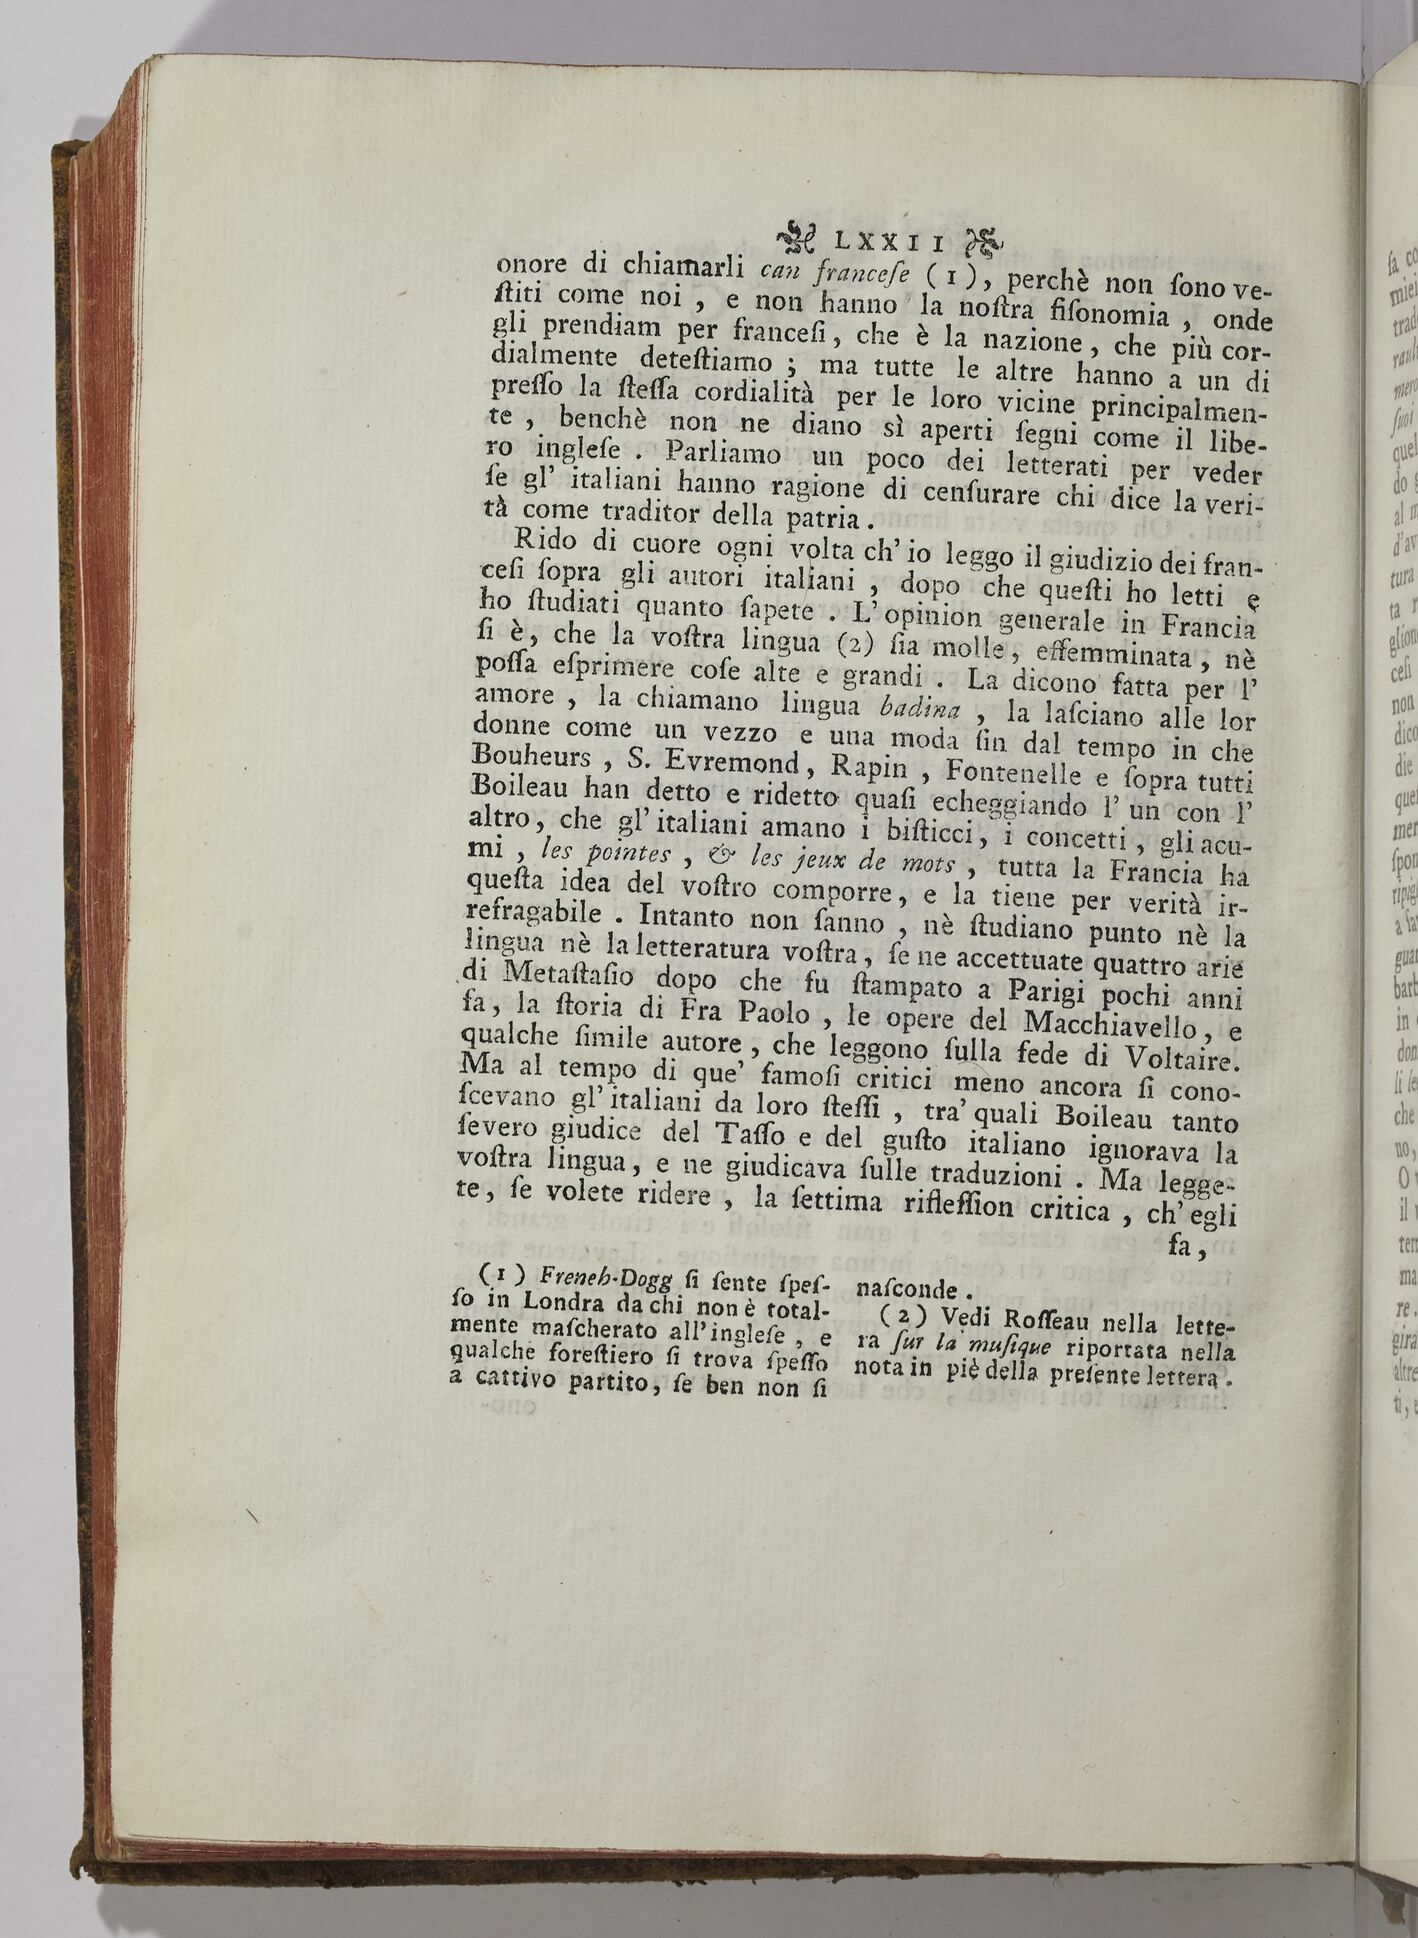 LXXII
onore di chiamarli can franceſe (1), perchè non ſono ve-
ſtiti come noi, e non hanno la noſtra fiſonomia, onde
gli prendiam per franceſi, che è la nazione, che più cor-
dialmente deteſtiamo; ma tutte le altre hanno a un di
preſſo la ſteſſa cordialità per le loro vicine principalmen-
te, benchè non ne diano sì aperti ſegni come il libe-
ro ingleſe. Parliamo un poco dei letterati per veder
ſe gl' italiani hanno ragione di cenſurare chi dice la veri-
tà come traditor della patria.
Rido di cuore ogni volta ch' io leggo il giudizio dei fran-
ceſi ſopra gli autori italiani, dopo che queſti ho letti e
ho ſtudiati quanto ſapete. L' opinion generale in Francia
ſi è, che la voſtra lingua (2) ſia molle, effemminata, nè
poſſa eſprimere coſe alte e grandi. La dicono fatta per l'
amore, la chiamano lingua badina, la laſciano alle lor
donne come un vezzo e una moda ſin dal tempo in che
Bouheurs, S. Evremond, Rapin, Fontenelle e ſopra tutti
Boileau han detto e ridetto quaſi echeggiando l' un con l'
altro, che gl' italiani amano i biſticci, i concetti, gli acu-
mi, les pointes, & les jeux de mots, tutta la Francia ha
queſta idea del voſtro comporre, e la tiene per verità ir-
refragabile. Intanto non ſanno, nè ſtudiano punto nè la
lingua nè la letteratura voſtra, ſe ne accettuate quattro arie
di Metaſtaſio dopo che fu ſtampato a Parigi pochi anni
fa, la ſtoria di Fra Paolo, le opere del Macchiavello, e
qualche ſimile autore, che leggono ſulla fede di Voltaire.
Ma al tempo di que' famoſi critici meno ancora ſi cono-
ſcevano gl' italiani da loro ſteſſi, tra' quali Boileau tanto
ſevero giudice del Taſſo e del guſto italiano ignorava la
voſtra lingua, e ne giudicava ſulle traduzioni. Ma legge-
te, ſe volete ridere, la ſettima rifleſſion critica, ch' egli
fa,
(1) Freneh-Dogg ſi ſente ſpeſ-
ſo in Londra da chi non è total-
mente maſcherato all' ingleſe, e
qualche foreſtiero ſi trova ſpeſſo
a cattivo partito, ſe ben non ſi
naſconde.
(2) Vedi Roſſeau nella lette-
ra ſur la muſique riportata nella
nota in piè della preſente lettera.